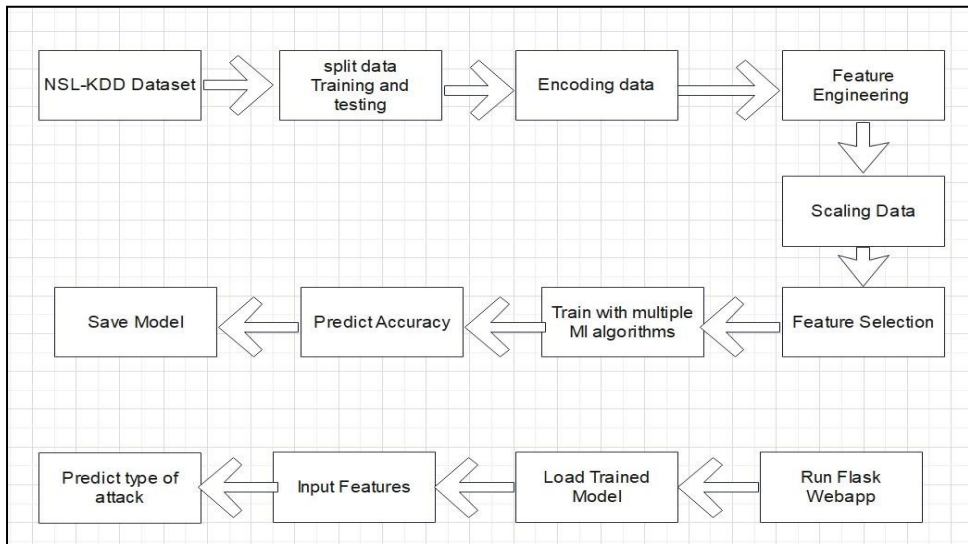 NSL-KDD Dataset
split data
Training and
testing
Encoding data
Feature
Engineering
Scaling Data
Feature Selection
Train with multiple
Ml algorithms
Predict Accuracy
Save Model
Run Flask
Webapp
Load Trained
Model
Input Features
Predict type of
attack